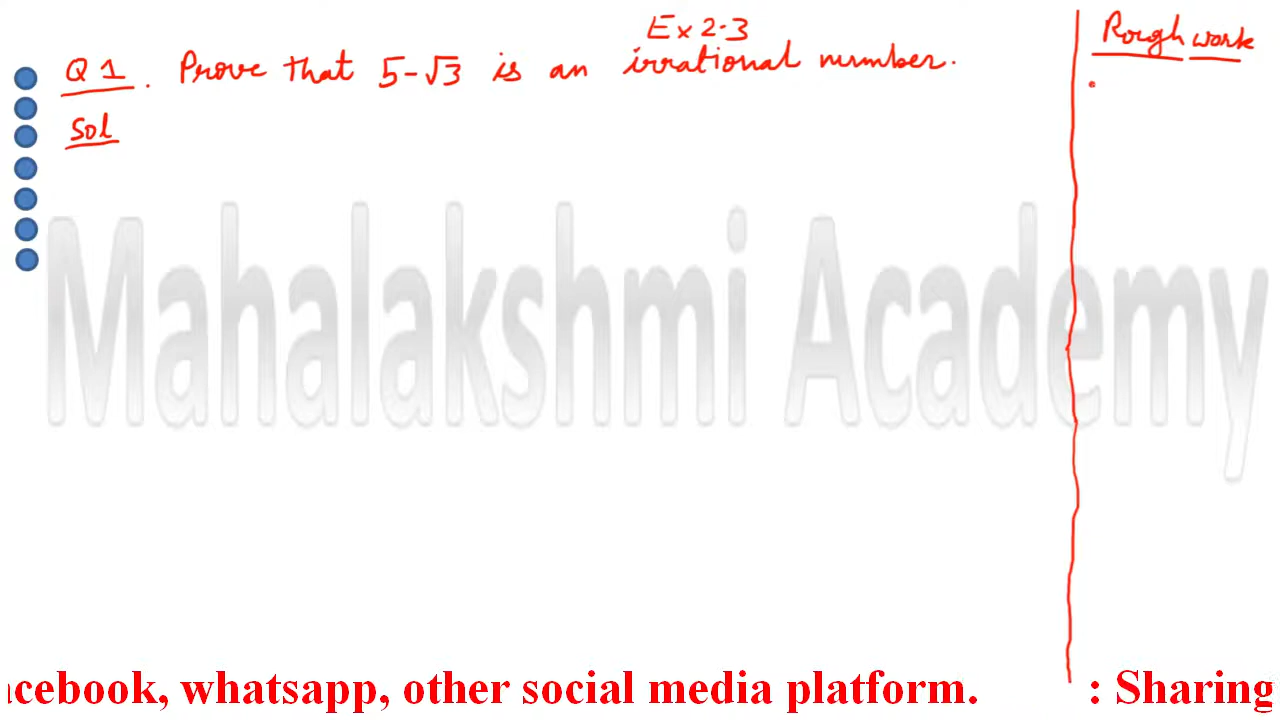 Ex 2.3
Q 1. Prove that 5-√3 is an irrational number.
Sol
Rough work
Mahalakshmi Academy
acebook, whatsapp, other social media platform. : Sharing